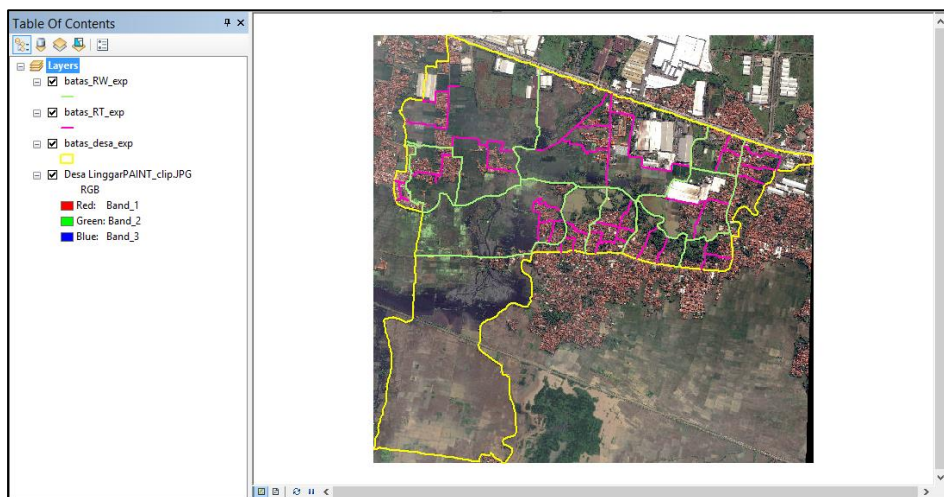 Table Of Contents
Layers
batas_RW_exp
batas_RT_exp
batas_desa_exp
Desa LinggarPAINT_clip.JPG
RGB
Red: Band_1
Green: Band_2
Blue: Band_3